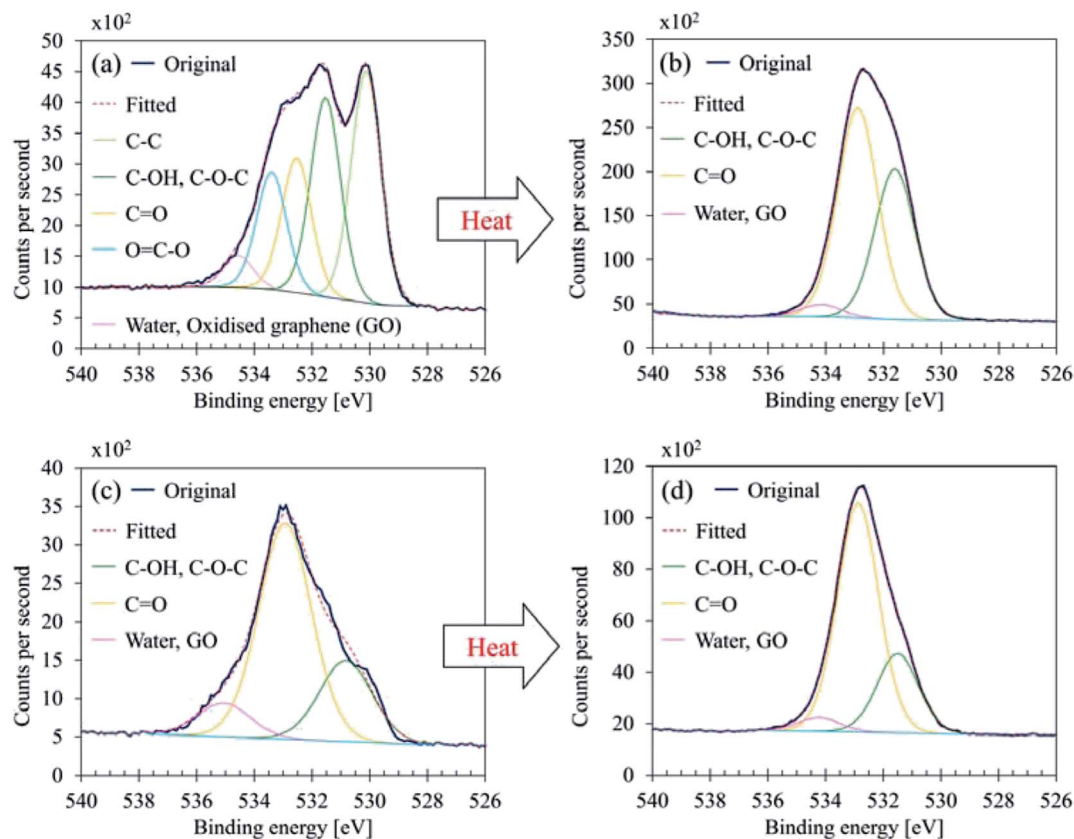 x10²
50
45
40
35
30
25
20
15
10
5
0
(a) Original
Fitted
C-C
C-OH, C-O-C
C=O
O=C-O
Water, Oxidised graphene (GO)
Counts per second
540 538 536 534 532 530 528 526
Binding energy [eV]
Heat
x10²
350
300
250
200
150
100
50
0
(b) Original
Fitted
C-OH, C-O-C
C=O
Water, GO
Counts per second
540 538 536 534 532 530 528 526
Binding energy [eV]
x10²
40
35
30
25
20
15
10
5
0
(c) Original
Fitted
C-OH, C-O-C
C=O
Water, GO
Counts per second
540 538 536 534 532 530 528 526
Binding energy [eV]
Heat
x10²
120
100
80
60
40
20
0
(d) Original
Fitted
C-OH, C-O-C
C=O
Water, GO
Counts per second
540 538 536 534 532 530 528 526
Binding energy [eV]